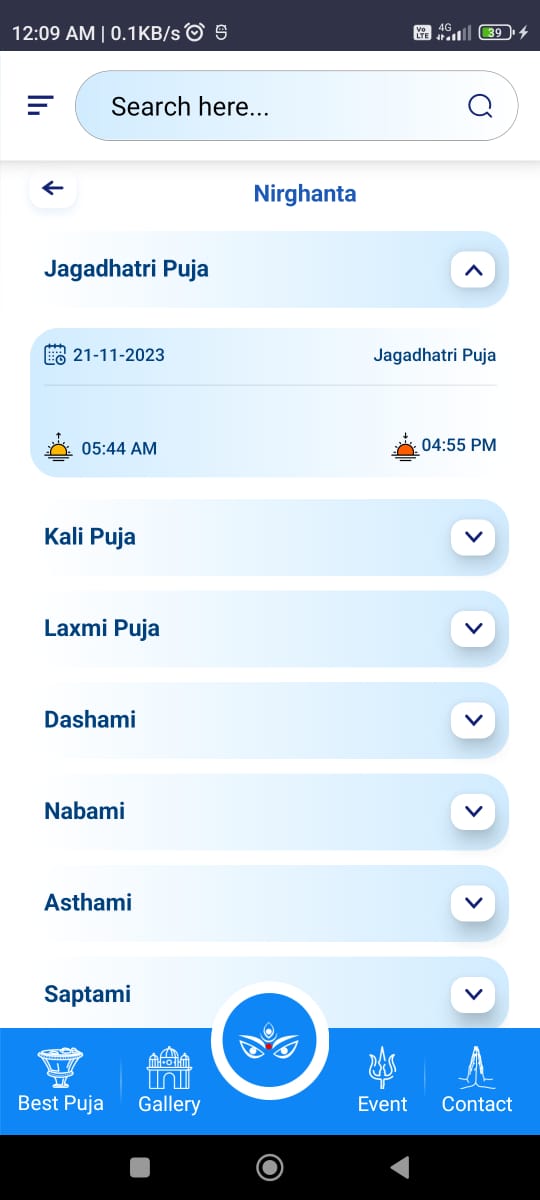 12:09 AM | 0.1KB/s
Vo LTE 4G 39
Search here...
Nirghanta
Jagadhatri Puja
21-11-2023 Jagadhatri Puja
05:44 AM 04:55 PM
Kali Puja
Laxmi Puja
Dashami
Nabami
Asthami
Saptami
Best Puja Gallery Event Contact